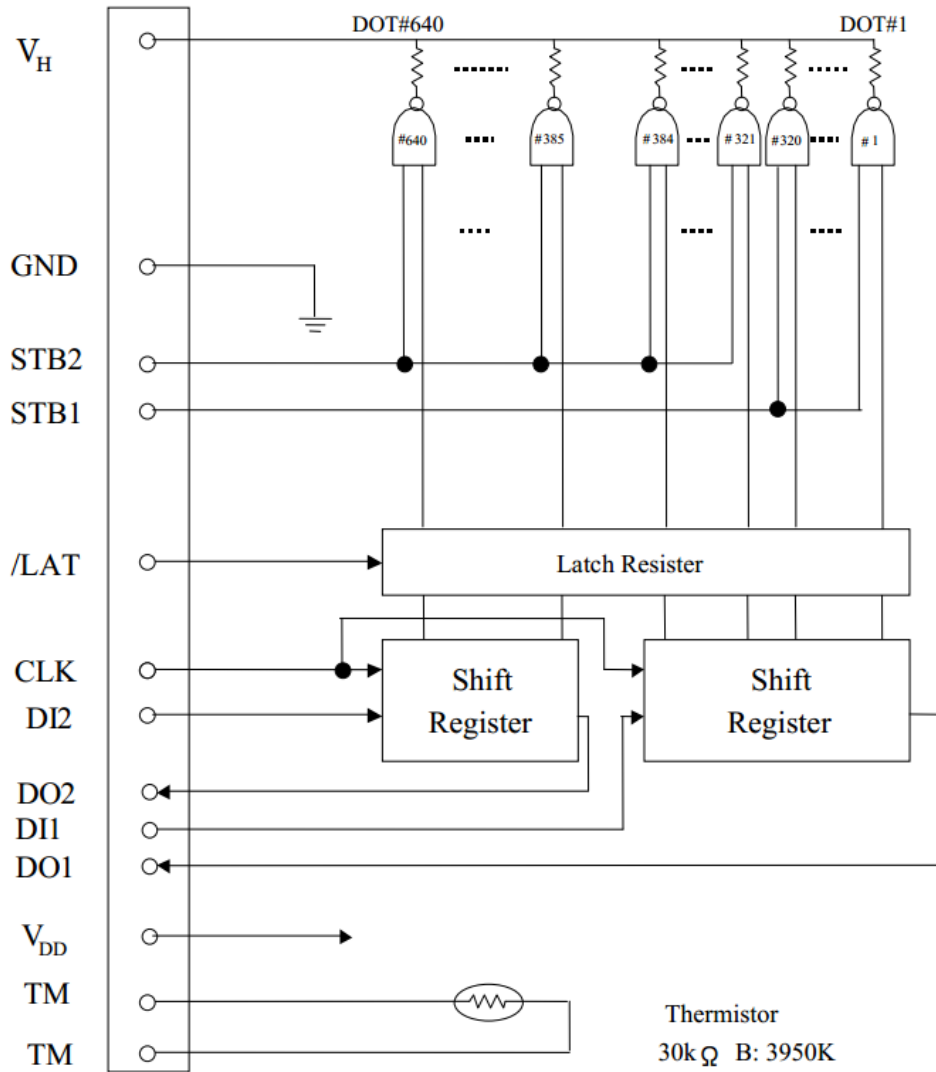 DOT#640 DOT#1
V_H
#640 #385 #384 #321 #320 #1
GND
STB2
STB1
/LAT
Latch Resister
CLK
Shift Register
Shift Register
DI2
DO2
DI1
DO1
V_DD
TM
Thermistor
TM
30kΩ B: 3950K